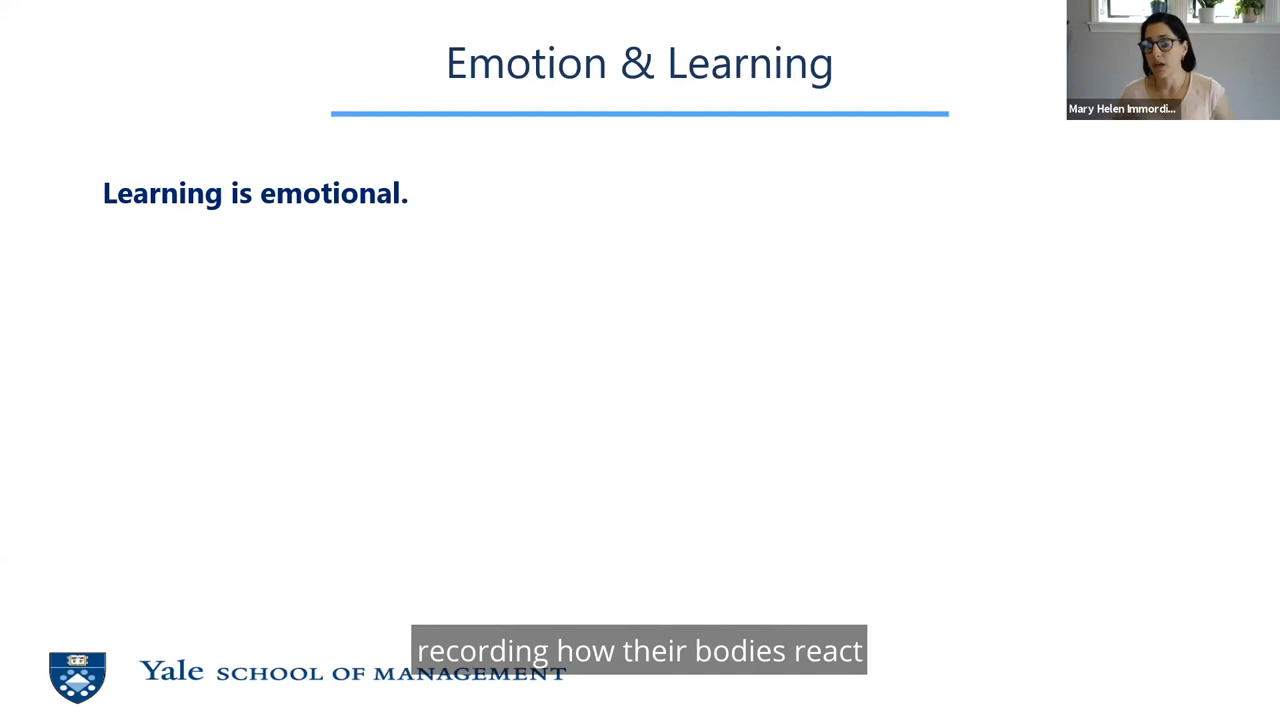 Emotion & Learning
Mary Helen Immordi...
Learning is emotional.
recording how their bodies react
Yale SCHOOL OF MANAGEMENT